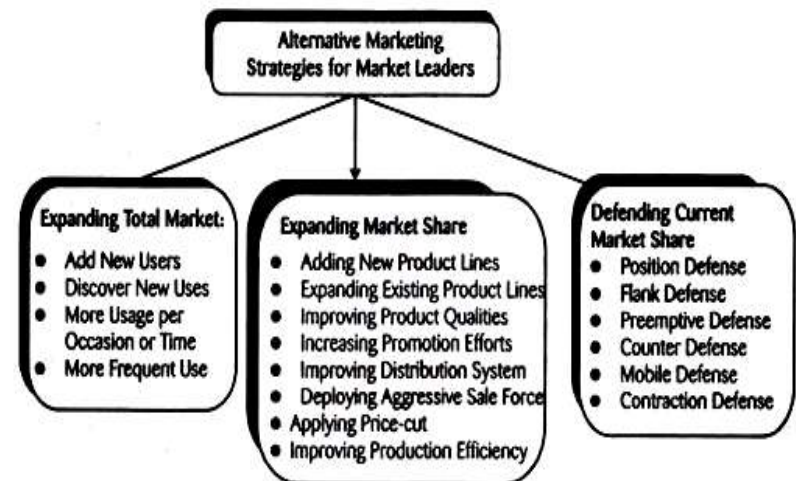 Alternative Marketing
Strategies for Market Leaders
Expanding Total Market:
● Add New Users
● Discover New Uses
● More Usage per
Occasion or Time
● More Frequent Use
Expanding Market Share
● Adding New Product Lines
● Expanding Existing Product Lines
● Improving Product Qualities
● Increasing Promotion Efforts
● Improving Distribution System
● Deploying Aggressive Sale Force
● Applying Price-cut
● Improving Production Efficiency
Defending Current
Market Share
● Position Defense
● Flank Defense
● Preemptive Defense
● Counter Defense
● Mobile Defense
● Contraction Defense